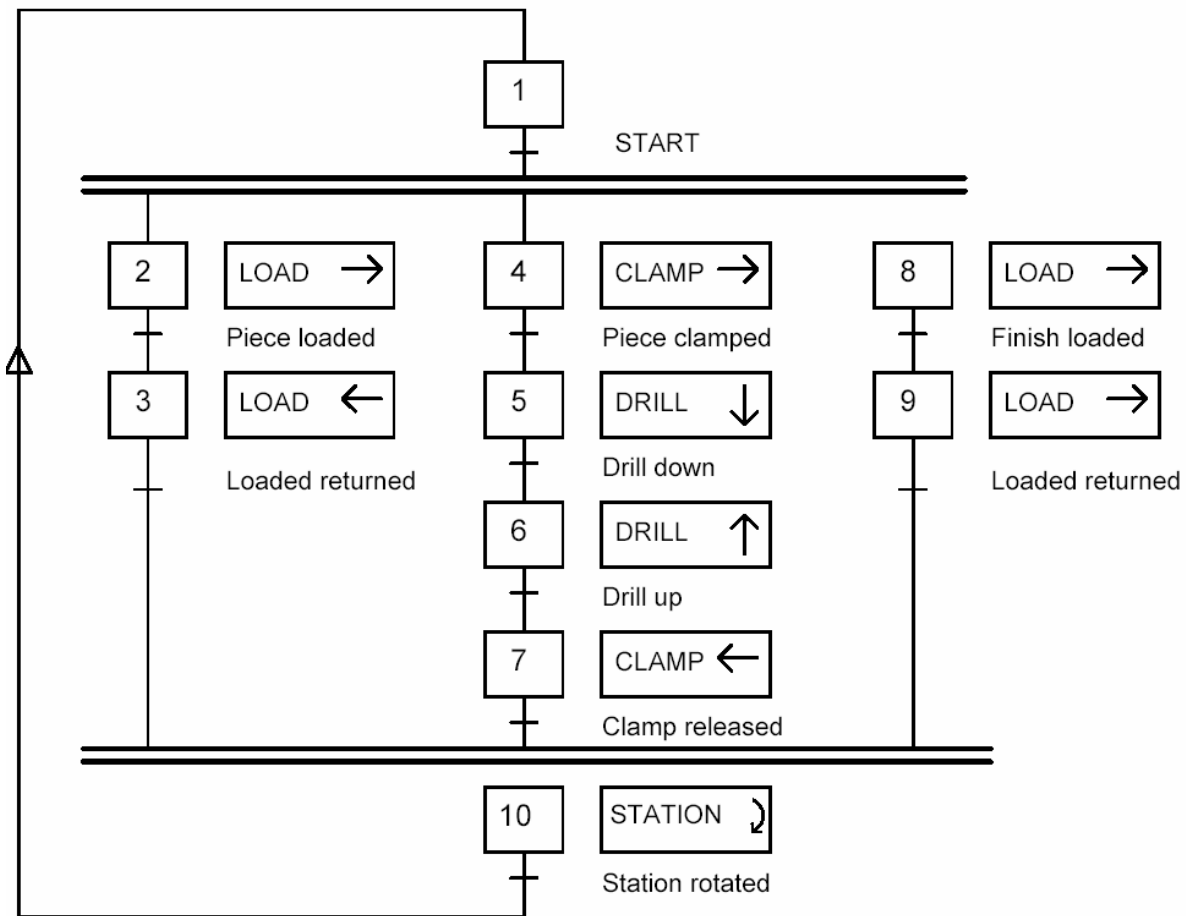 1
START
2
LOAD
4
CLAMP
8
LOAD
Piece loaded
Piece clamped
Finish loaded
3
LOAD
5
DRILL
9
LOAD
Loaded returned
Drill down
Loaded returned
6
DRILL
Drill up
7
CLAMP
Clamp released
10
STATION
Station rotated